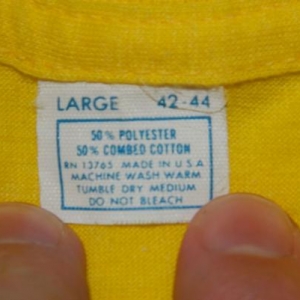 LARGE 42-44
50% POLYESTER
50% COMBED COTTON
RN 13765 MADE IN U.S.A
MACHINE WASH WARM
TUMBLE DRY MEDIUM
DO NOT BLEACH